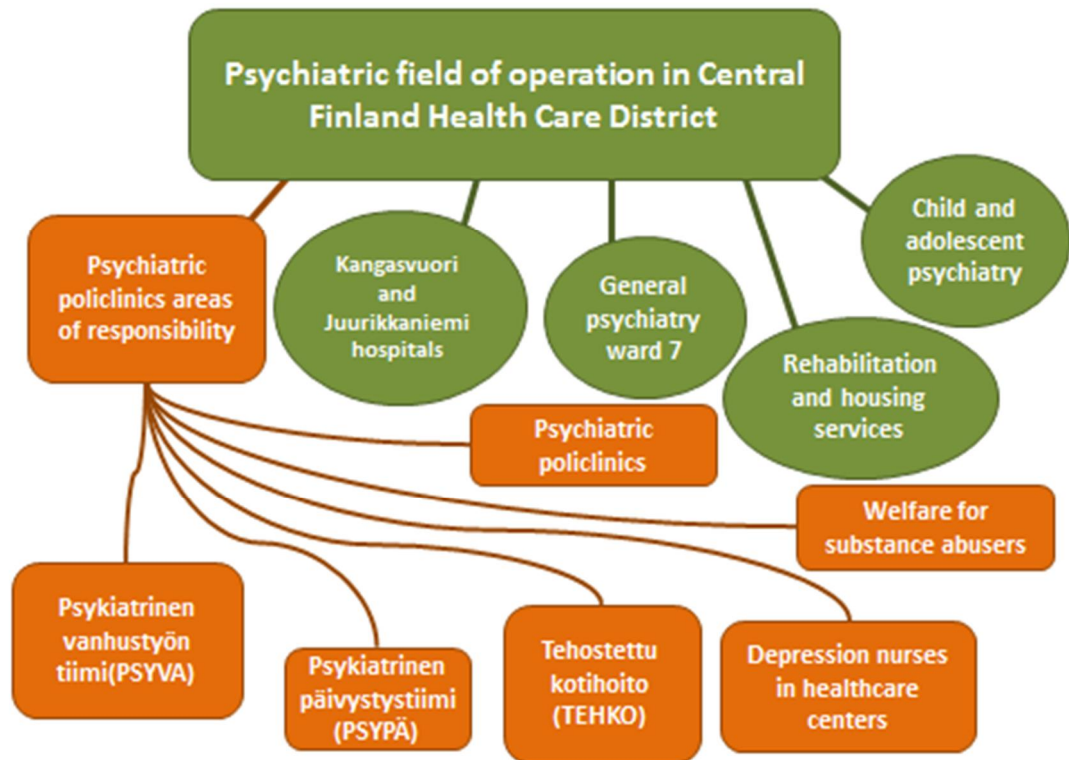 Psychiatric field of operation in Central
Finland Health Care District
Child and
adolescent
psychiatry
Psychiatric
policlinics areas
of responsibility
Kangasvuori
and
Juurikkaniemi
hospitals
General
psychiatry
ward 7
Rehabilitation
and housing
services
Psychiatric
policlinics
Welfare for
substance abusers
Psykiatrinen
vanhustyön
tiimi(PSYVA)
Psykiatrinen
päivystystiimi
(PSYPÄ)
Tehostettu
kotihoito
(TEHKO)
Depression nurses
in healthcare
centers